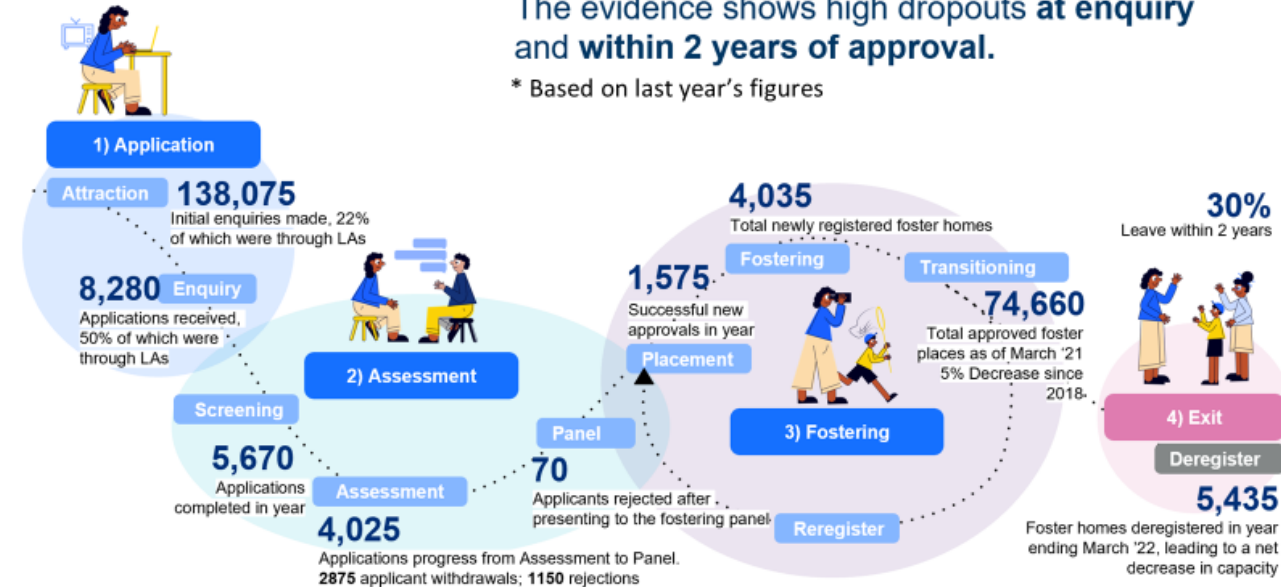 The evidence shows high dropouts at enquiry
and within 2 years of approval.
* Based on last year's figures
1) Application
Attraction
138,075
Initial enquiries made, 22%
of which were through LAs
8,280
Enquiry
Applications received,
50% of which were
through LAs
2) Assessment
Screening
5,670
Applications
completed in year
Assessment
4,025
Applications progress from Assessment to Panel.
2875 applicant withdrawals; 1150 rejections
Panel
70
Applicants rejected after
presenting to the fostering panel
1,575
Successful new
approvals in year
Placement
4,035
Total newly registered foster homes
Fostering
Transitioning
74,660
Total approved foster
places as of March '21
5% Decrease since
2018
3) Fostering
Reregister
30%
Leave within 2 years
4) Exit
Deregister
5,435
Foster homes deregistered in year
ending March '22, leading to a net
decrease in capacity